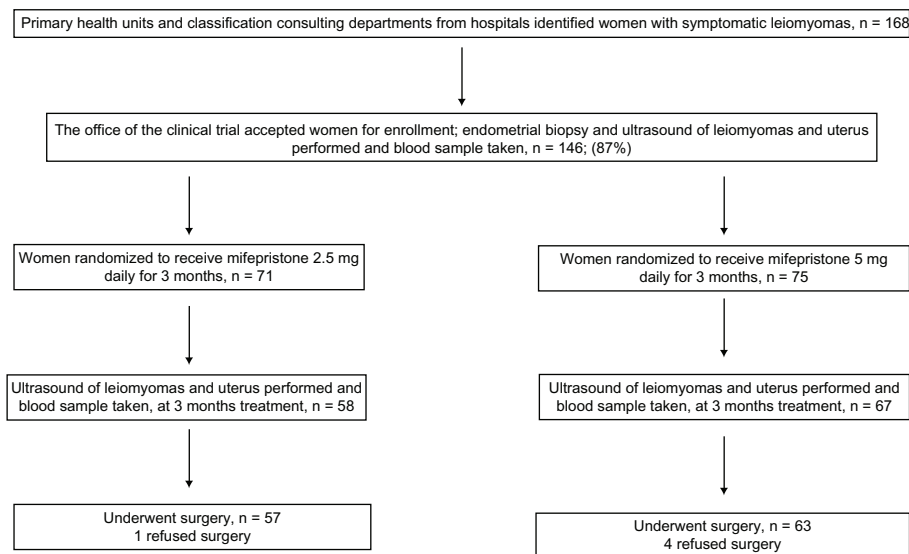 Primary health units and classification consulting departments from hospitals identified women with symptomatic leiomyomas, n = 168
The office of the clinical trial accepted women for enrollment; endometrial biopsy and ultrasound of leiomyomas and uterus
performed and blood sample taken, n = 146; (87%)
Women randomized to receive mifepristone 2.5 mg
daily for 3 months, n = 71
Women randomized to receive mifepristone 5 mg
daily for 3 months, n = 75
Ultrasound of leiomyomas and uterus performed and
blood sample taken, at 3 months treatment, n = 58
Ultrasound of leiomyomas and uterus performed and
blood sample taken, at 3 months treatment, n = 67
Underwent surgery, n = 57
1 refused surgery
Underwent surgery, n = 63
4 refused surgery